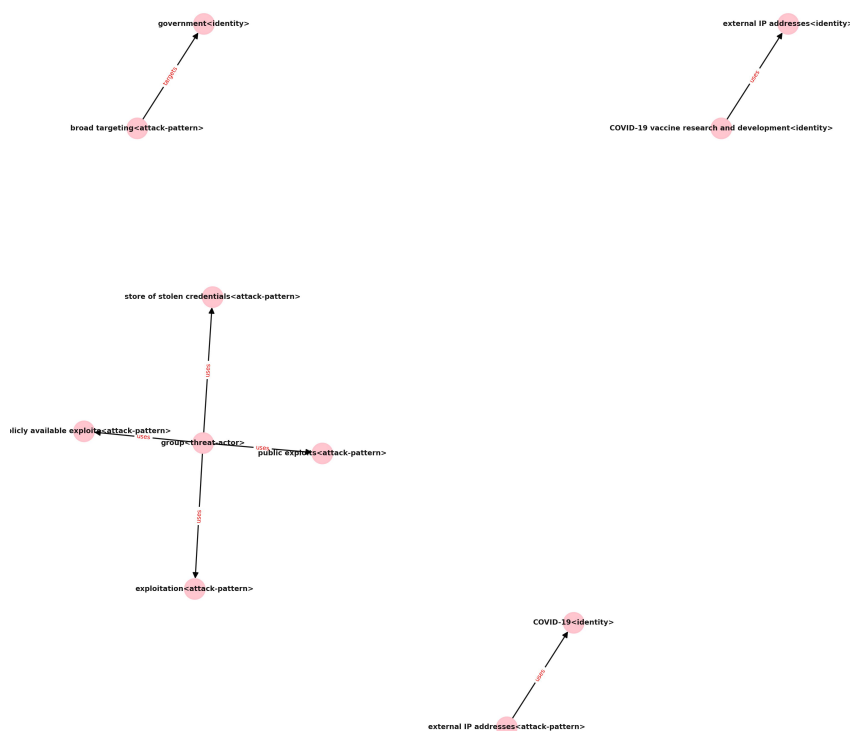 government<identity>
external IP addresses<identity>
targets
uses
broad targeting<attack-pattern>
COVID-19 vaccine research and development<identity>
store of stolen credentials<attack-pattern>
uses
olicly available exploits<attack-pattern>
uses
group<threat-actor>
uses
public exploits<attack-pattern>
uses
exploitation<attack-pattern>
COVID-19<identity>
uses
external IP addresses<attack-pattern>